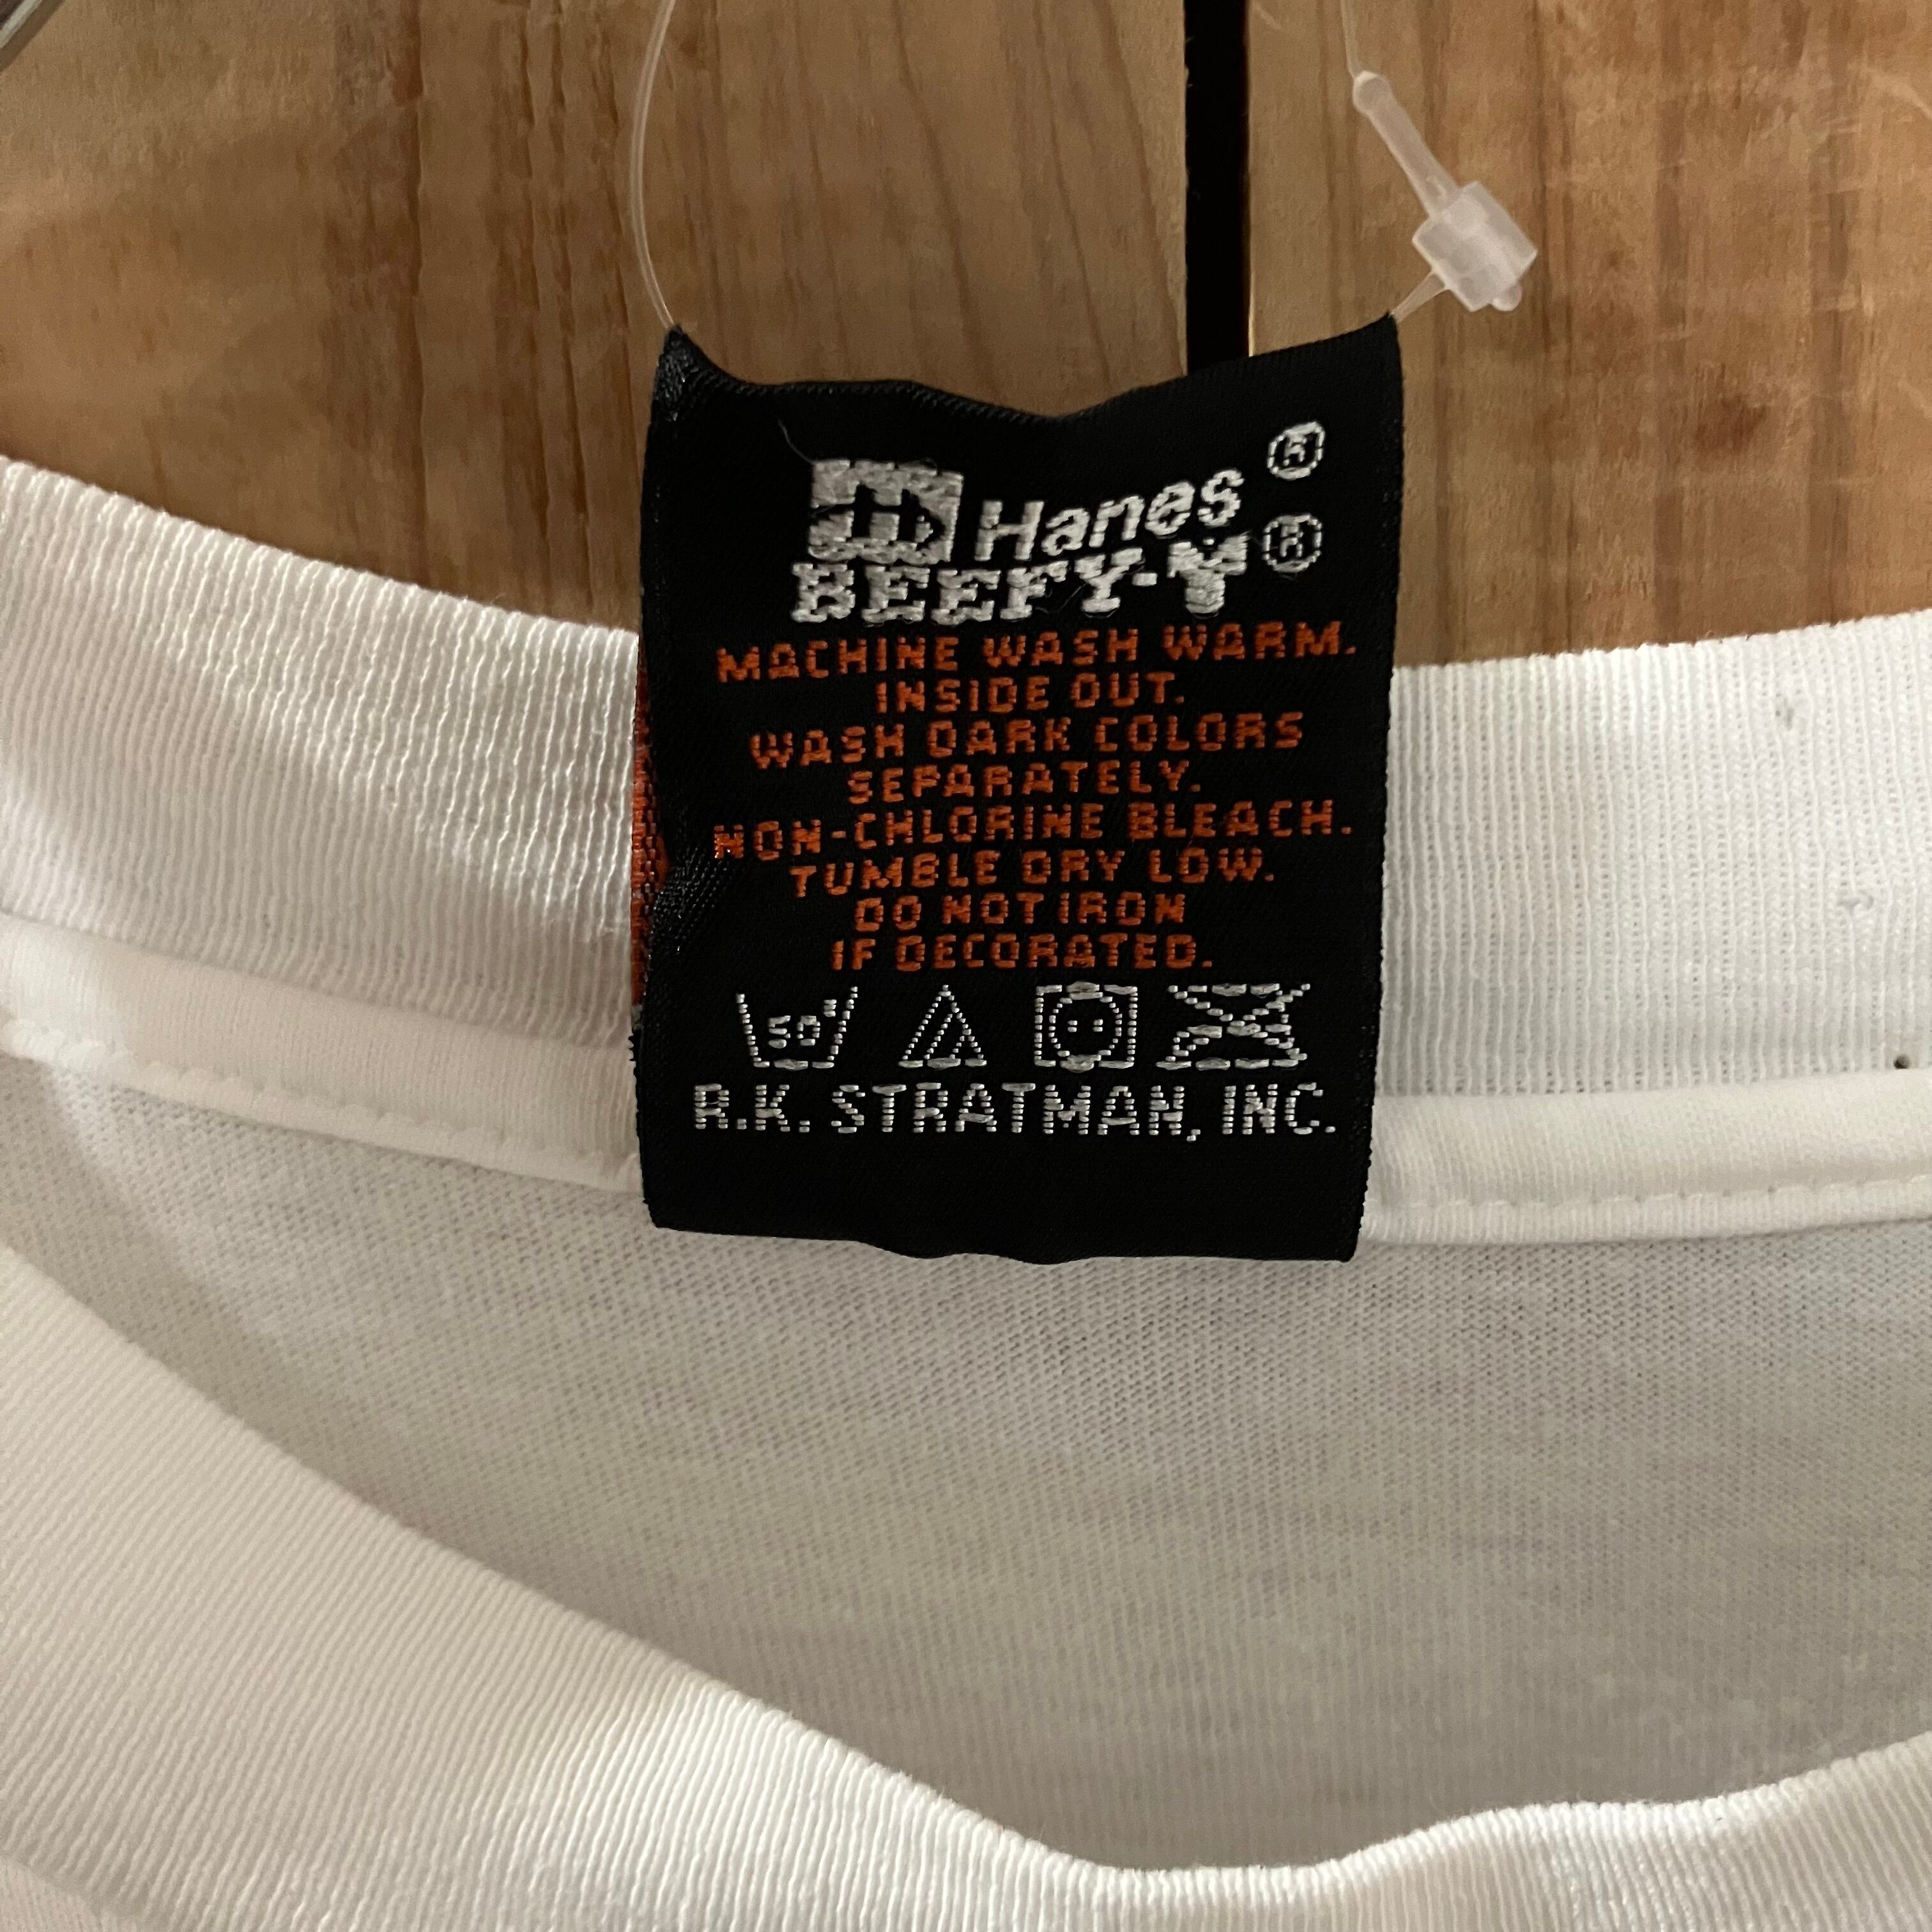 H Hanes ®
BEEFY-T ®
MACHINE WASH WARM.
INSIDE OUT.
WASH DARK COLORS
SEPARATELY.
NON-CHLORINE BLEACH.
TUMBLE DRY LOW.
DO NOT IRON
IF DECORATED.
50°
R.K. STRATMAN, INC.